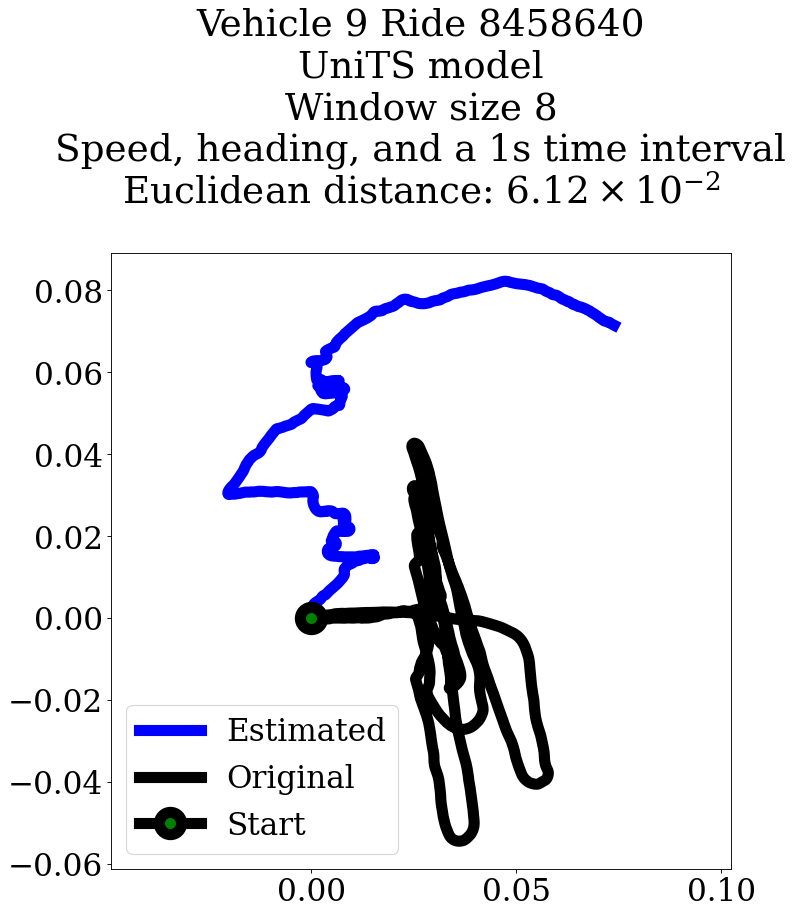 Vehicle 9 Ride 8458640
UniTS model
Window size 8
Speed, heading, and a 1s time interval
Euclidean distance: 6.12 × 10⁻²
0.08
0.06
0.04
0.02
0.00
−0.02
−0.04
−0.06
Estimated
Original
Start
0.00 0.05 0.10